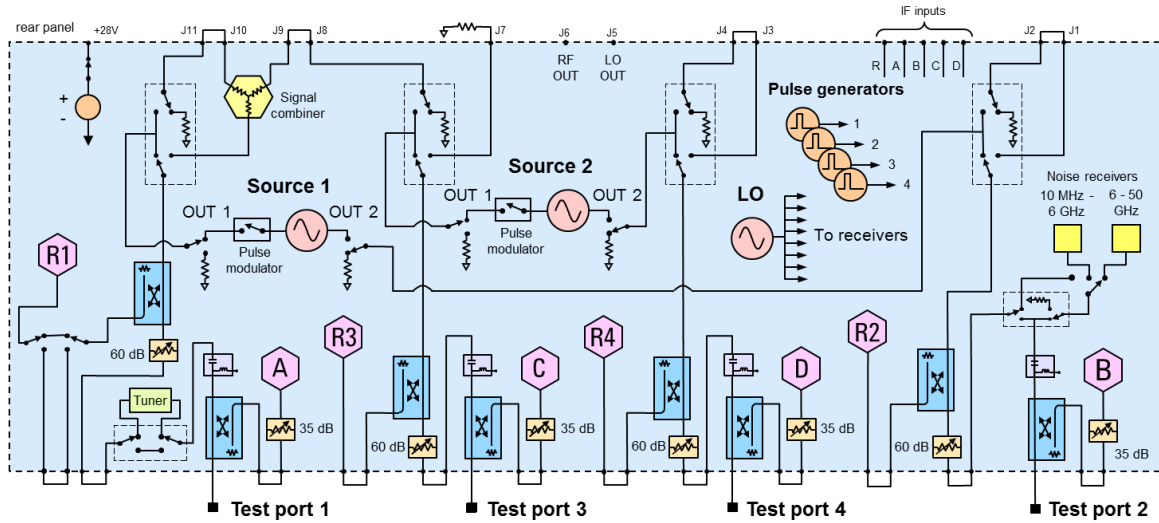 rear panel
+28V
J11
J10
J9
J8
J7
J6
J5
J4
J3
IF inputs
J2
J1
RF
OUT
LO
OUT
R
A
B
C
D
+
-
Signal
combiner
Pulse generators
1
2
3
4
Source 1
Source 2
LO
Noise receivers
10 MHz -
6 GHz
6 - 50
GHz
OUT 1
OUT 2
OUT 1
OUT 2
Pulse
modulator
Pulse
modulator
To receivers
R1
R3
R4
R2
60 dB
A
C
D
B
Tuner
35 dB
60 dB
35 dB
60 dB
35 dB
60 dB
35 dB
Test port 1
Test port 3
Test port 4
Test port 2